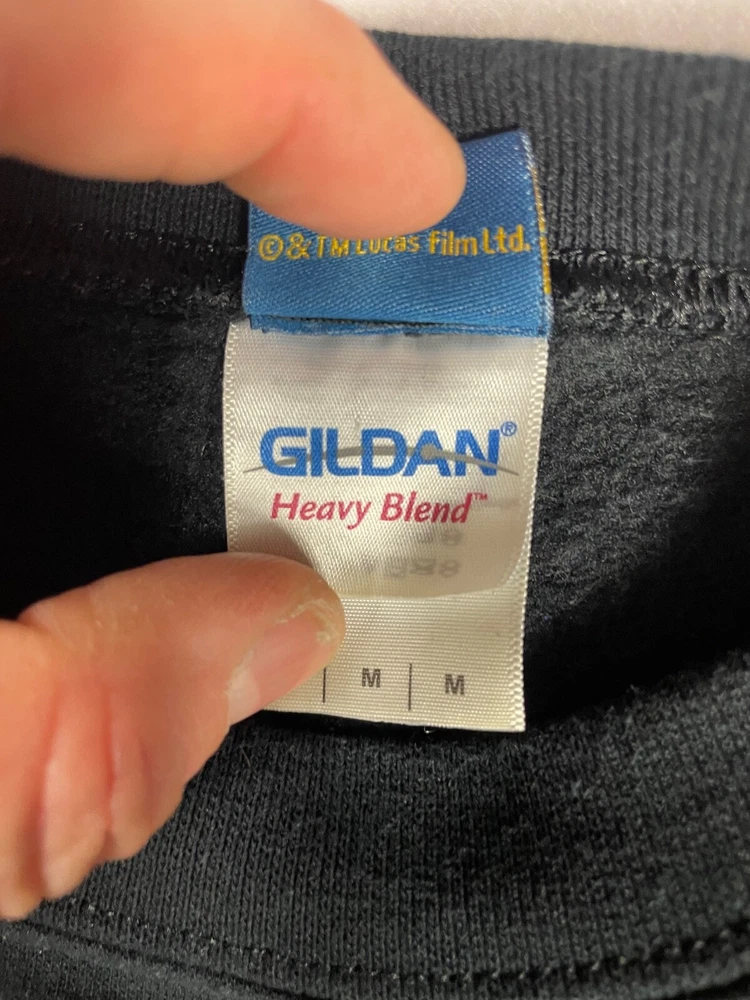 ©&TM Lucas Film Ltd.
GILDAN®
Heavy Blend™
M | M